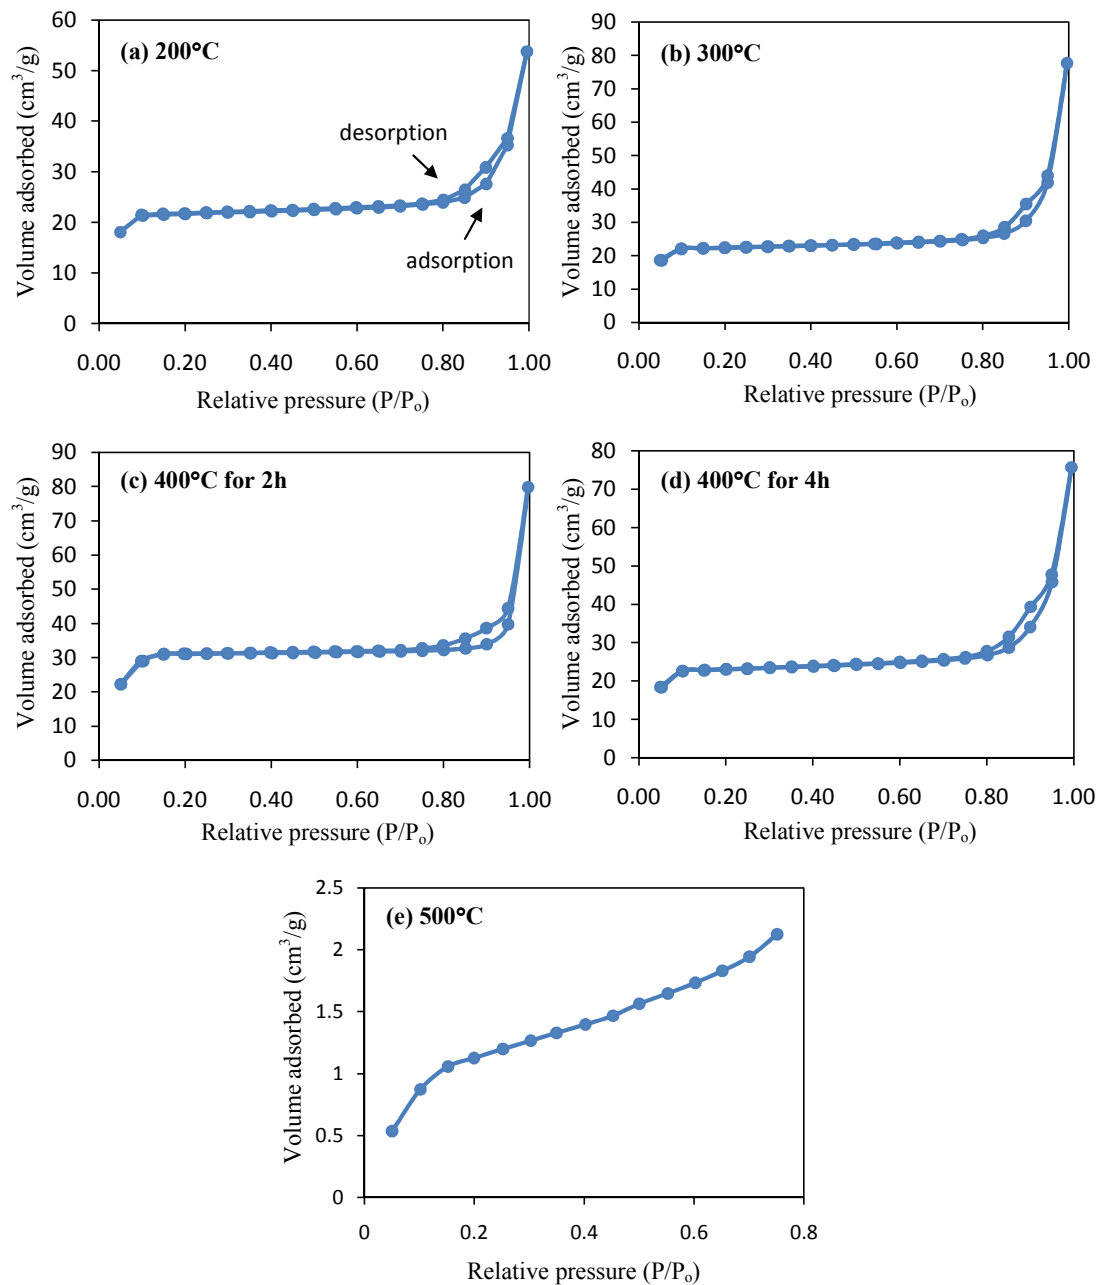 (a) 200°C
Volume adsorbed (cm³/g)
60
50
40
30
20
10
0
desorption
adsorption
0.00 0.20 0.40 0.60 0.80 1.00
Relative pressure (P/Pₒ)
(b) 300°C
Volume adsorbed (cm³/g)
90
80
70
60
50
40
30
20
10
0
0.00 0.20 0.40 0.60 0.80 1.00
Relative pressure (P/Pₒ)
(c) 400°C for 2h
Volume adsorbed (cm³/g)
90
80
70
60
50
40
30
20
10
0
0.00 0.20 0.40 0.60 0.80 1.00
Relative pressure (P/Pₒ)
(d) 400°C for 4h
Volume adsorbed (cm³/g)
80
70
60
50
40
30
20
10
0
0.00 0.20 0.40 0.60 0.80 1.00
Relative pressure (P/Pₒ)
(e) 500°C
Volume adsorbed (cm³/g)
2.5
2
1.5
1
0.5
0
0 0.2 0.4 0.6 0.8
Relative pressure (P/Pₒ)